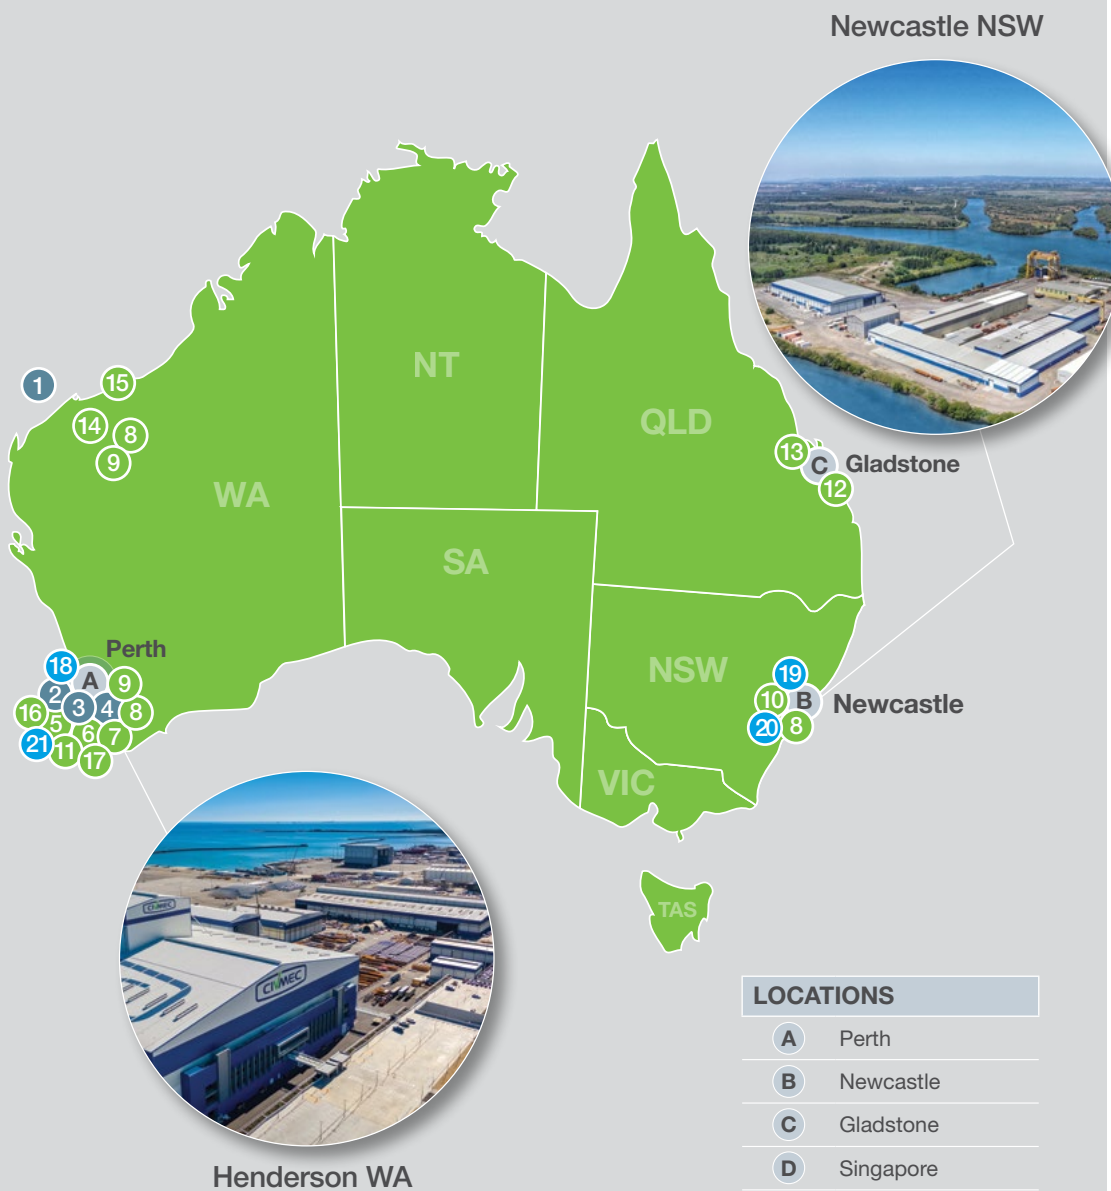 Newcastle NSW
NT
QLD
WA
SA
NSW
VIC
TAS
1
15
14
8
9
13
C
Gladstone
12
Perth
18
A
9
2
3
4
8
16
5
6
7
21
11
17
19
10
B
Newcastle
20
8
CIVMEC
CIVMEC
Henderson WA
LOCATIONS
A Perth
B Newcastle
C Gladstone
D Singapore